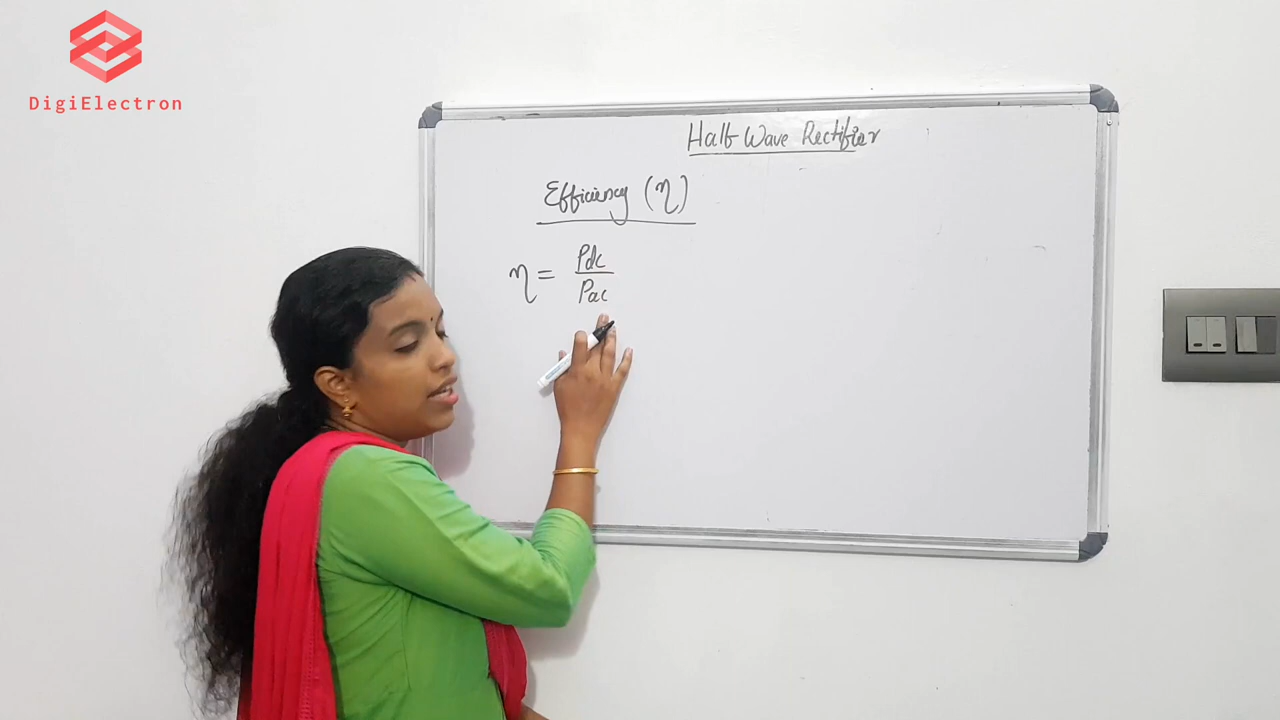 DigiElectron
Half Wave Rectifier
Efficiency (η)
η = Pdc
Pac